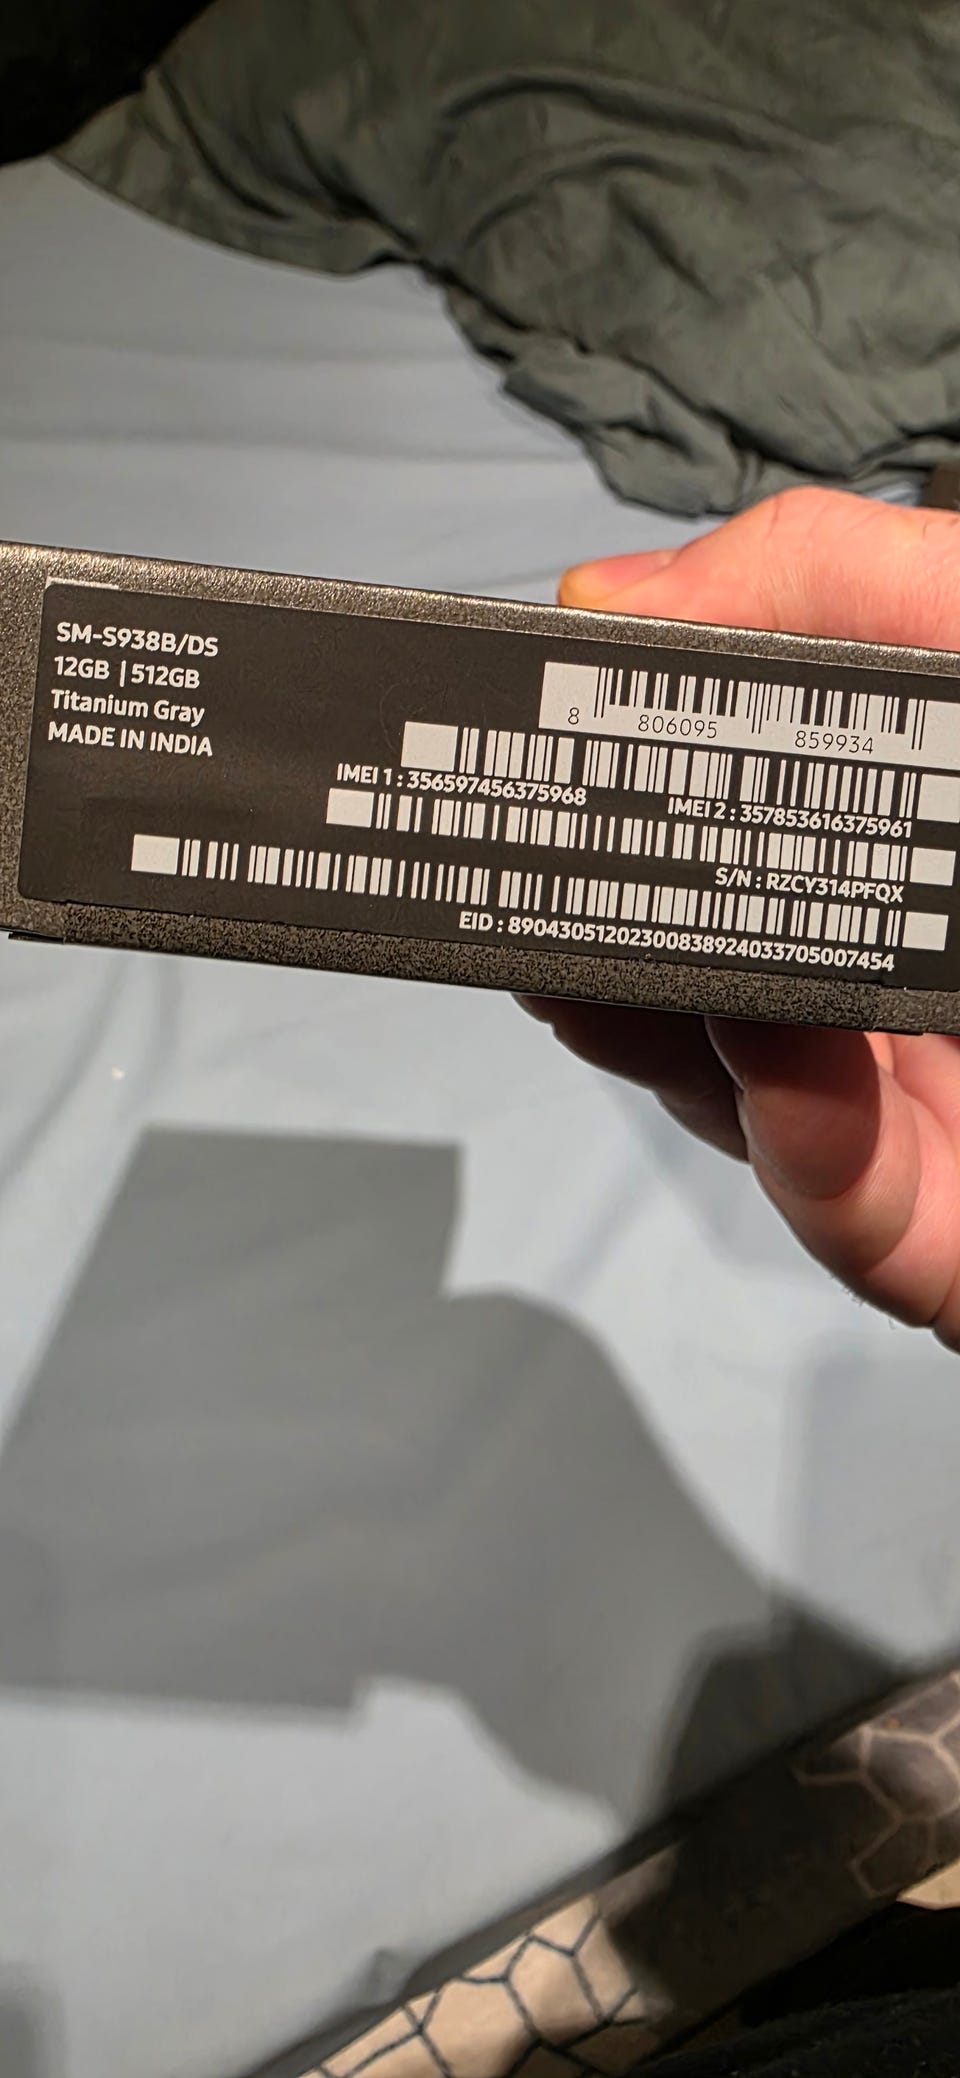 SM-S938B/DS
12GB | 512GB
Titanium Gray
MADE IN INDIA
8 806095 859934
IMEI 1 : 356597456375968
IMEI 2 : 357853616375961
S/N : RZCY314PFQX
EID : 89043051202300838924033705007454